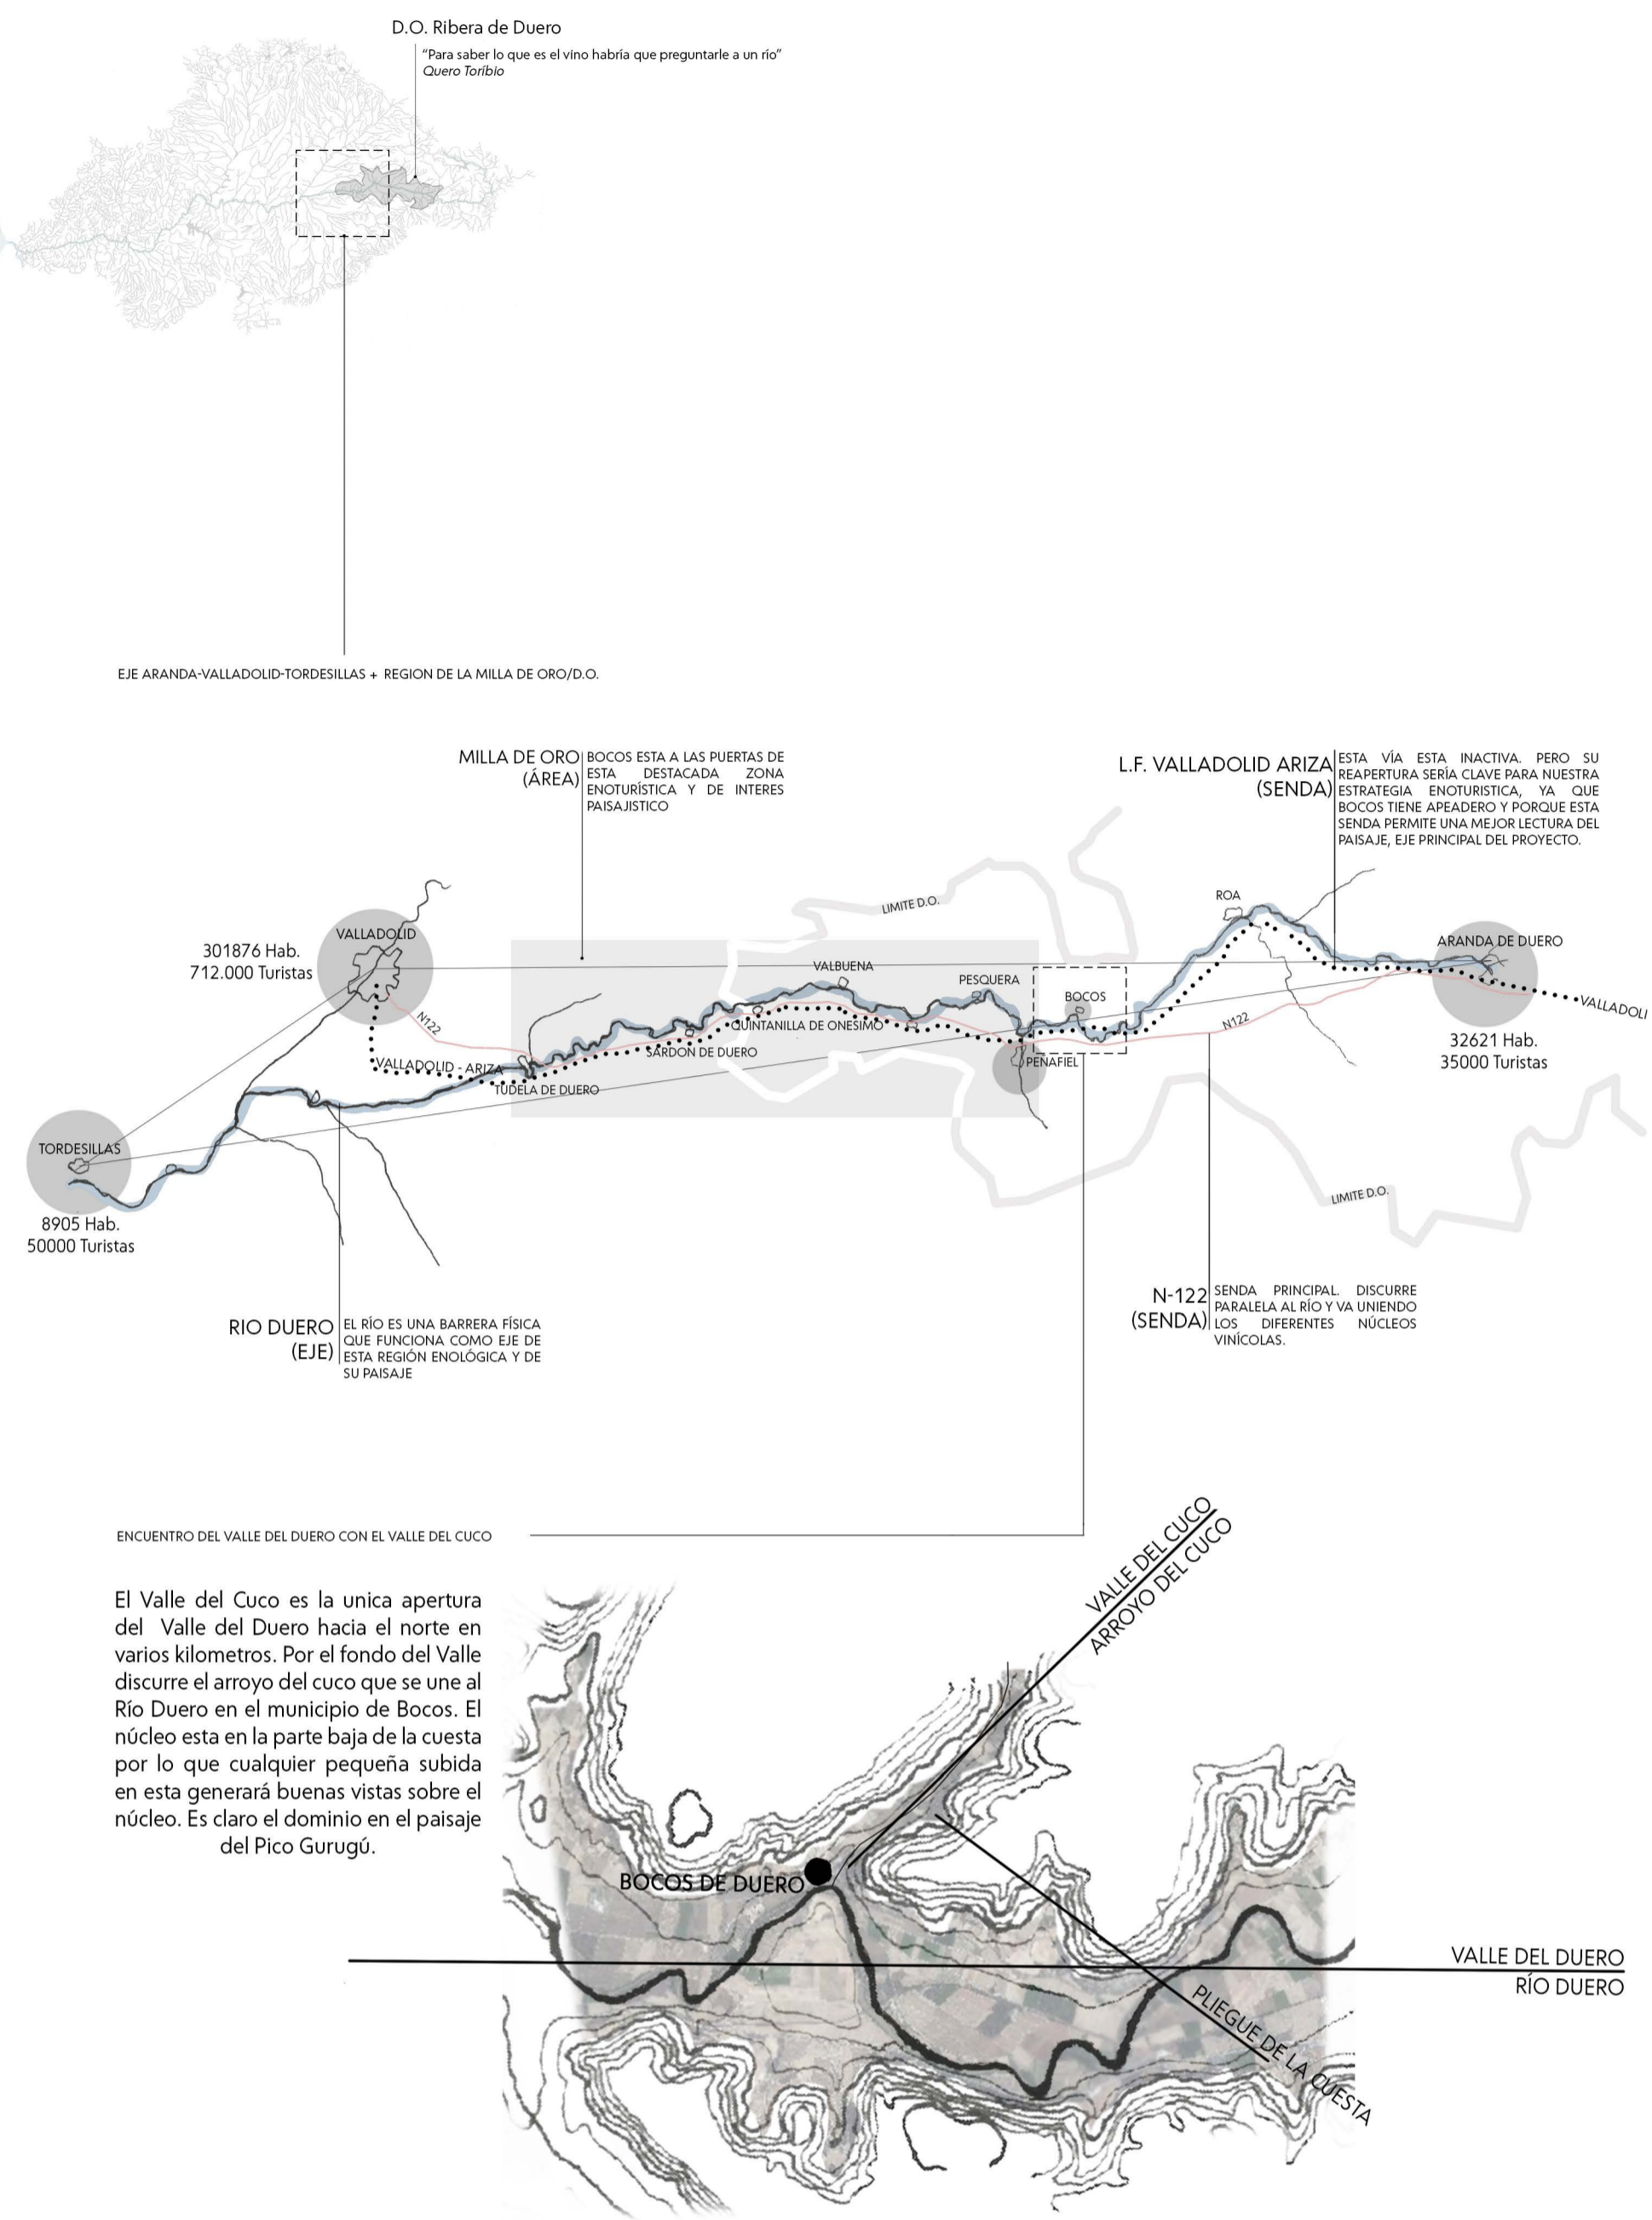 D.O. Ribera de Duero
“Para saber lo que es el vino habría que preguntarle a un río”
Quero Toríbio
EJE ARANDA-VALLADOLID-TORDESILLAS + REGION DE LA MILLA DE ORO/D.O.
MILLA DE ORO
(ÁREA)
BOCOS ESTA A LAS PUERTAS DE
ESTA DESTACADA ZONA
ENOTURÍSTICA Y DE INTERES
PAISAJISTICO
L.F. VALLADOLID ARIZA
(SENDA)
ESTA VÍA ESTA INACTIVA. PERO SU
REAPERTURA SERÍA CLAVE PARA NUESTRA
ESTRATEGIA ENOTURISTICA, YA QUE
BOCOS TIENE APEADERO Y PORQUE ESTA
SENDA PERMITE UNA MEJOR LECTURA DEL
PAISAJE, EJE PRINCIPAL DEL PROYECTO.
LIMITE D.O.
ROA
VALLADOLID
301876 Hab.
712.000 Turistas
ARANDA DE DUERO
VALBUENA
PESQUERA
BOCOS
VALLADOLI
N122
QUINTANILLA DE ONESIMO
N122
SARDON DE DUERO
32621 Hab.
35000 Turistas
PEÑAFIEL
VALLADOLID - ARIZA
TUDELA DE DUERO
TORDESILLAS
8905 Hab.
50000 Turistas
LIMITE D.O.
RIO DUERO
(EJE)
EL RÍO ES UNA BARRERA FÍSICA
QUE FUNCIONA COMO EJE DE
ESTA REGIÓN ENOLÓGICA Y DE
SU PAISAJE
N-122
(SENDA)
SENDA PRINCIPAL. DISCURRE
PARALELA AL RÍO Y VA UNIENDO
LOS DIFERENTES NÚCLEOS
VINÍCOLAS.
ENCUENTRO DEL VALLE DEL DUERO CON EL VALLE DEL CUCO
El Valle del Cuco es la unica apertura
del Valle del Duero hacia el norte en
varios kilometros. Por el fondo del Valle
discurre el arroyo del cuco que se une al
Río Duero en el municipio de Bocos. El
núcleo esta en la parte baja de la cuesta
por lo que cualquier pequeña subida
en esta generará buenas vistas sobre el
núcleo. Es claro el dominio en el paisaje
del Pico Gurugú.
VALLE DEL CUCO
ARROYO DEL CUCO
BOCOS DE DUERO
VALLE DEL DUERO
RÍO DUERO
PLIEGUE DE LA CUESTA